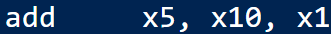 add    x5, x10, x1